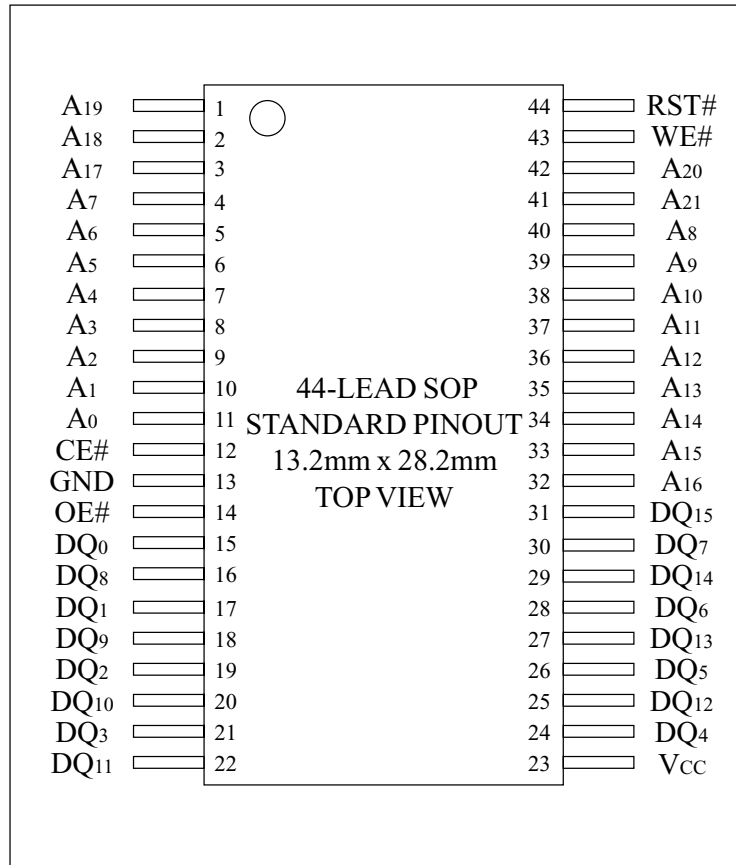 A19 1 44 RST#
A18 2 43 WE#
A17 3 42 A20
A7 4 41 A21
A6 5 40 A8
A5 6 39 A9
A4 7 38 A10
A3 8 37 A11
A2 9 36 A12
A1 10 35 A13
A0 11 34 A14
CE# 12 33 A15
GND 13 32 A16
OE# 14 31 DQ15
DQ0 15 30 DQ7
DQ8 16 29 DQ14
DQ1 17 28 DQ6
DQ9 18 27 DQ13
DQ2 19 26 DQ5
DQ10 20 25 DQ12
DQ3 21 24 DQ4
DQ11 22 23 VCC
44-LEAD SOP
STANDARD PINOUT
13.2mm x 28.2mm
TOP VIEW